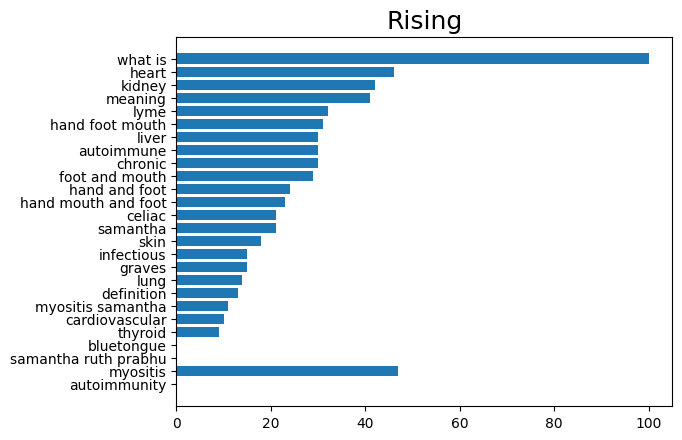 Rising
what is
heart
kidney
meaning
lyme
hand foot mouth
liver
autoimmune
chronic
foot and mouth
hand and foot
hand mouth and foot
celiac
samantha
skin
infectious
graves
lung
definition
myositis samantha
cardiovascular
thyroid
bluetongue
samantha ruth prabhu
myositis
autoimmunity
0 20 40 60 80 100